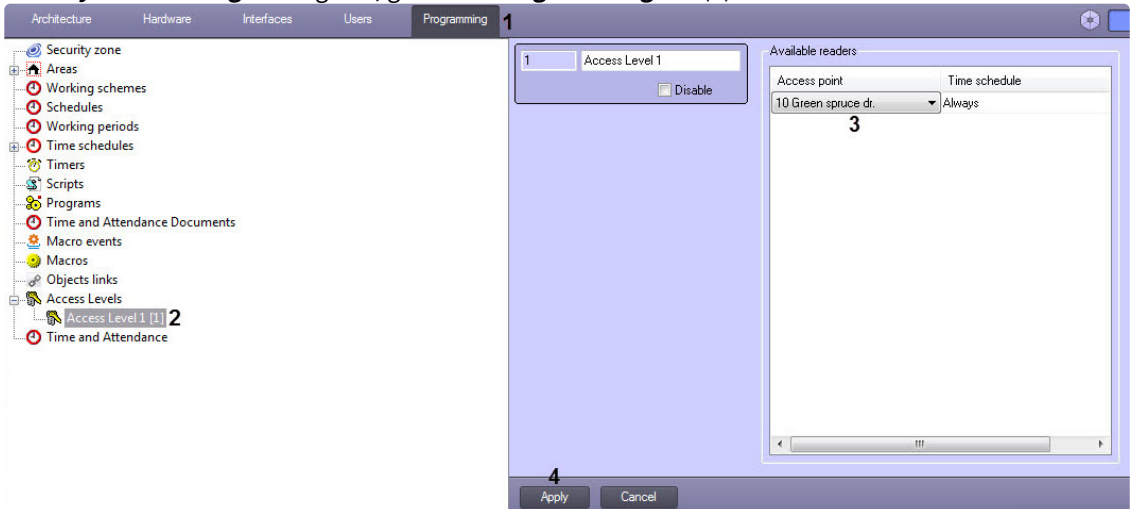 Architecture Hardware Interfaces Users Programming 1
Security zone
Areas
Working schemes
Schedules
Working periods
Time schedules
Timers
Scripts
Programs
Time and Attendance Documents
Macro events
Macros
Objects links
Access Levels
Access Level 1 [1] 2
Time and Attendance
1 Access Level 1
Disable
Available readers
Access point Time schedule
10 Green spruce dr. Always
3
4
Apply Cancel